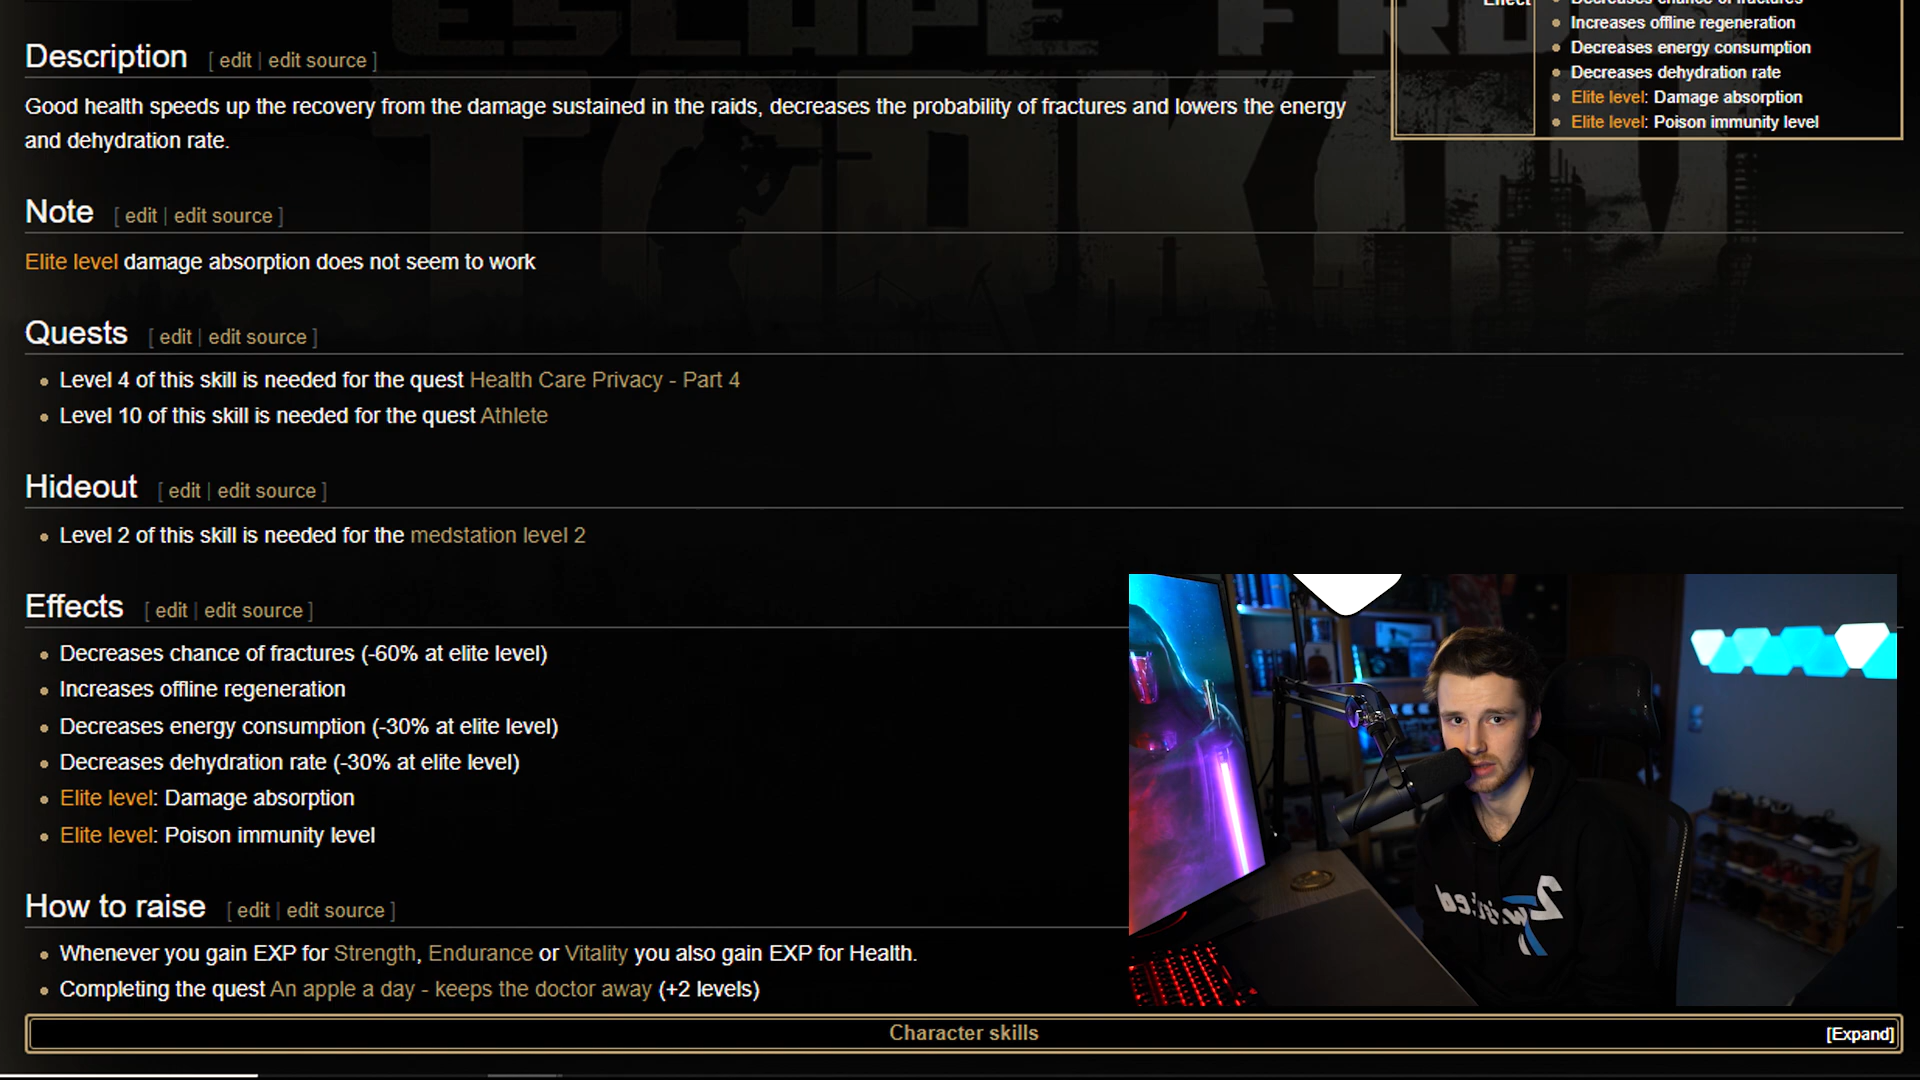 ESCAPE FROM
TARKOV
Effect
Decreases chance of fractures
Increases offline regeneration
Decreases energy consumption
Decreases dehydration rate
Elite level: Damage absorption
Elite level: Poison immunity level
Description [ edit | edit source ]
Good health speeds up the recovery from the damage sustained in the raids, decreases the probability of fractures and lowers the energy
and dehydration rate.
Note [ edit | edit source ]
Elite level damage absorption does not seem to work
Quests [ edit | edit source ]
Level 4 of this skill is needed for the quest Health Care Privacy - Part 4
Level 10 of this skill is needed for the quest Athlete
Hideout [ edit | edit source ]
Level 2 of this skill is needed for the medstation level 2
Effects [ edit | edit source ]
Decreases chance of fractures (-60% at elite level)
Increases offline regeneration
Decreases energy consumption (-30% at elite level)
Decreases dehydration rate (-30% at elite level)
Elite level: Damage absorption
Elite level: Poison immunity level
How to raise [ edit | edit source ]
Whenever you gain EXP for Strength, Endurance or Vitality you also gain EXP for Health.
Completing the quest An apple a day - keeps the doctor away (+2 levels)
Character skills
[Expand]